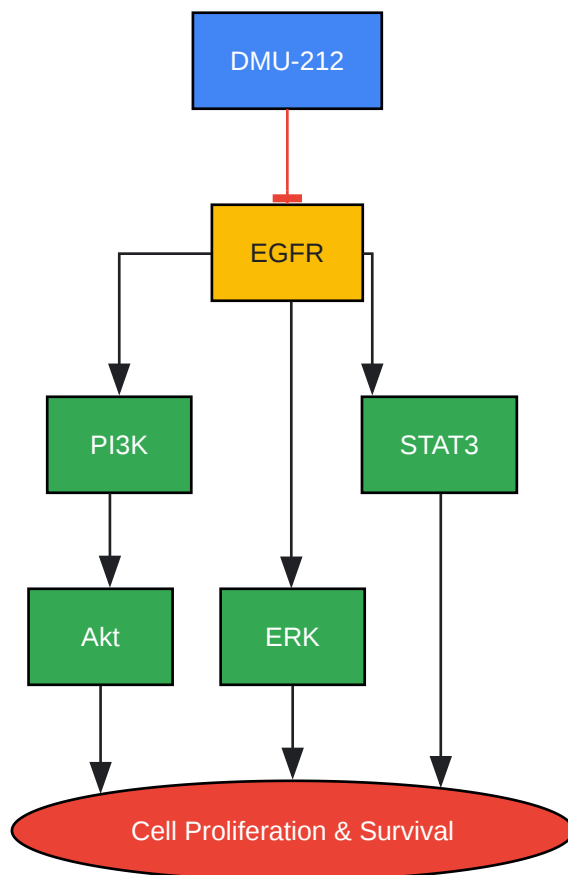 DMU-212
EGFR
PI3K
STAT3
Akt
ERK
Cell Proliferation & Survival